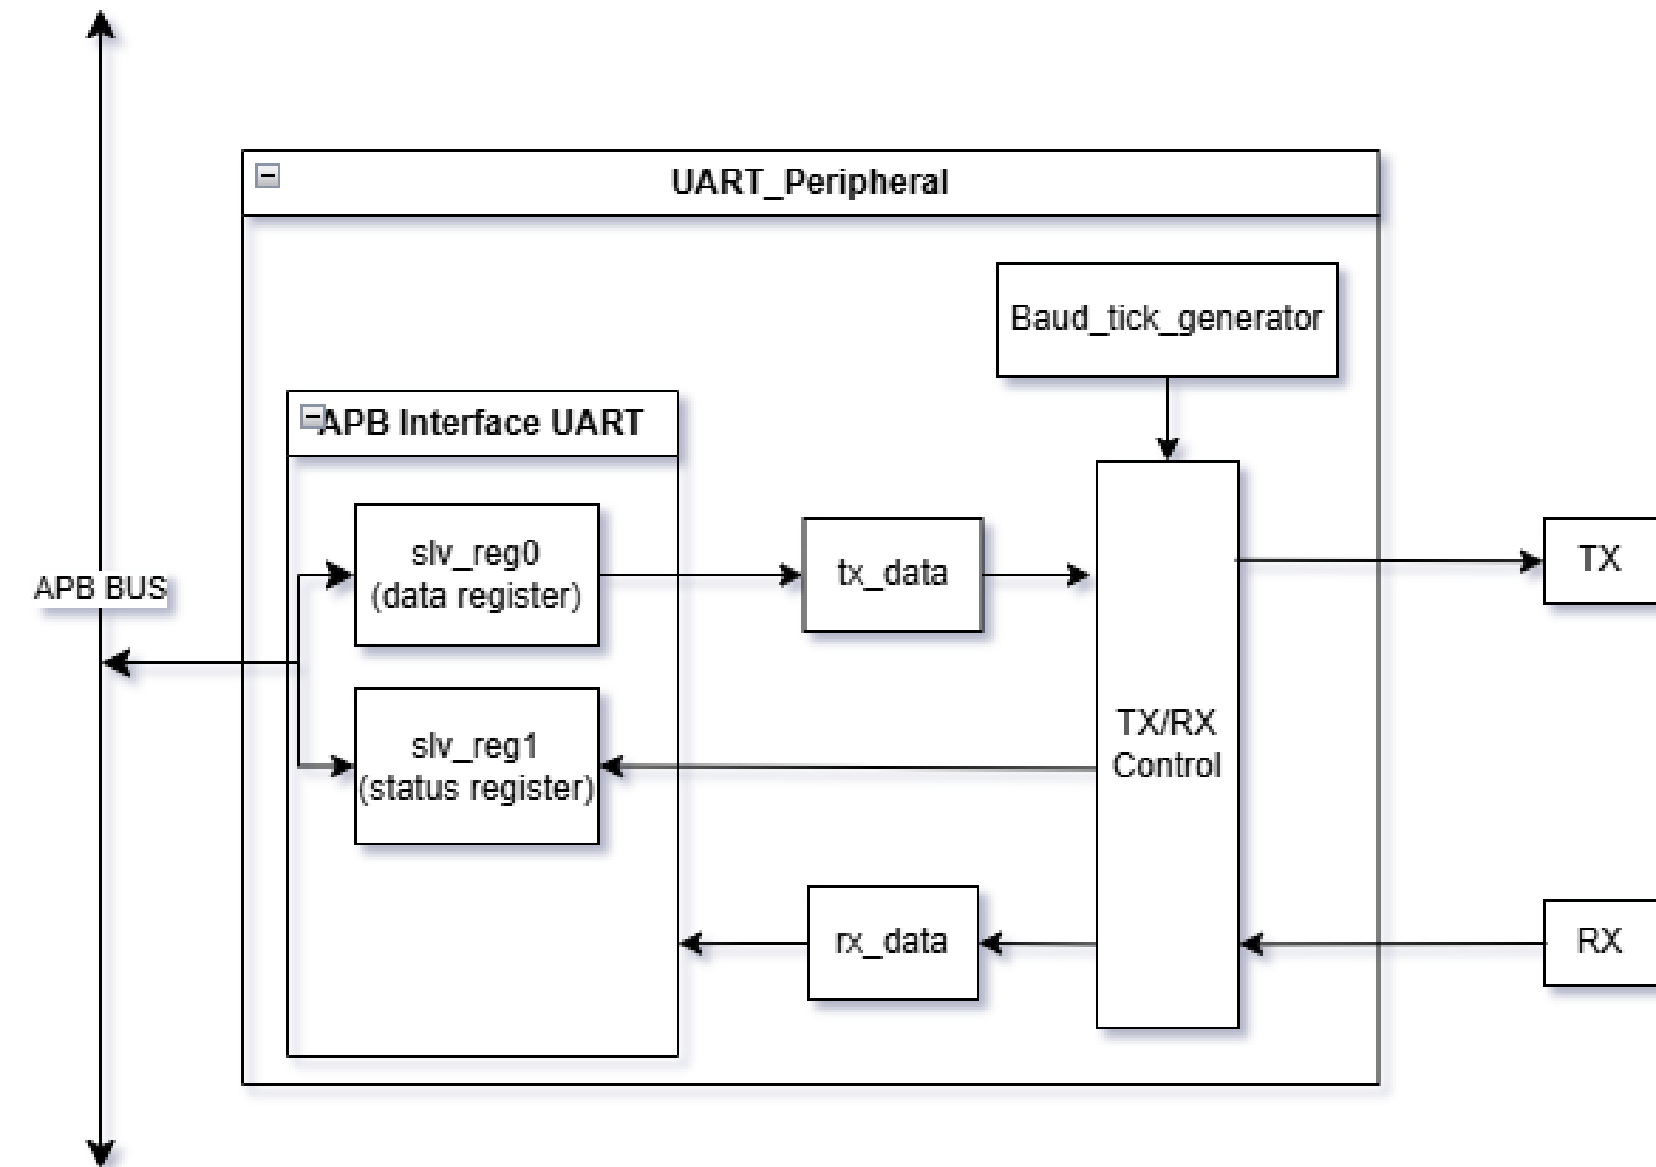 UART_Peripheral
Baud_tick_generator
APB Interface UART
slv_reg0
(data register)
tx_data
TX
APB BUS
slv_reg1
(status register)
TX/RX
Control
rx_data
RX